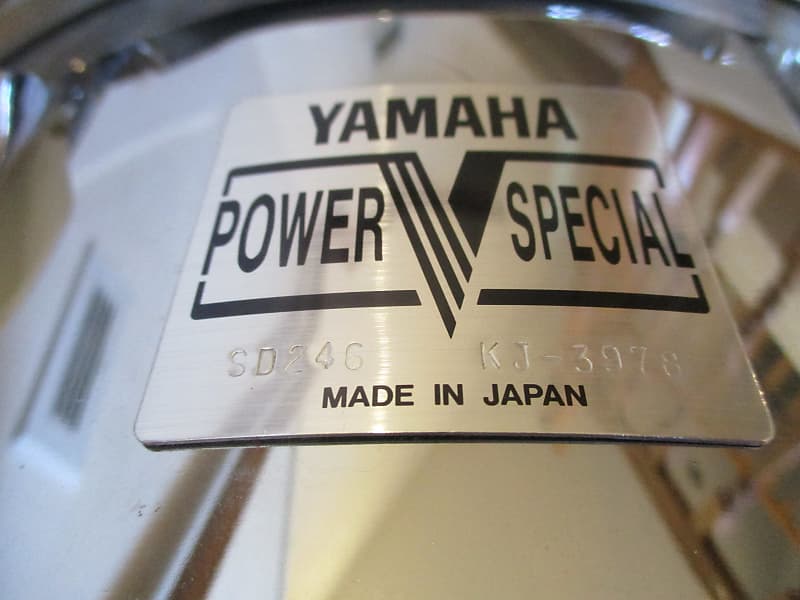 YAMAHA
POWER V SPECIAL
SD246 KJ-3978
MADE IN JAPAN